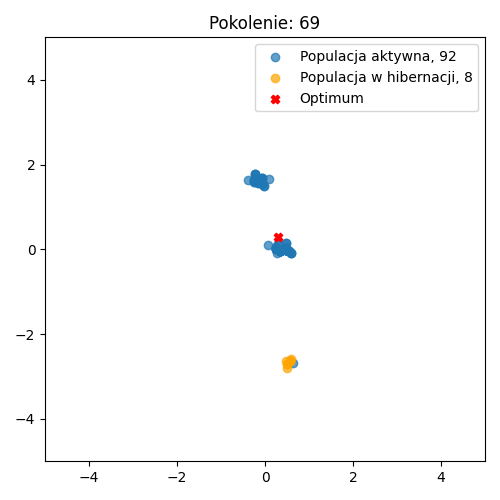 Pokolenie: 69
Populacja aktywna, 92
Populacja w hibernacji, 8
Optimum
4
2
0
−2
−4
−4 −2 0 2 4